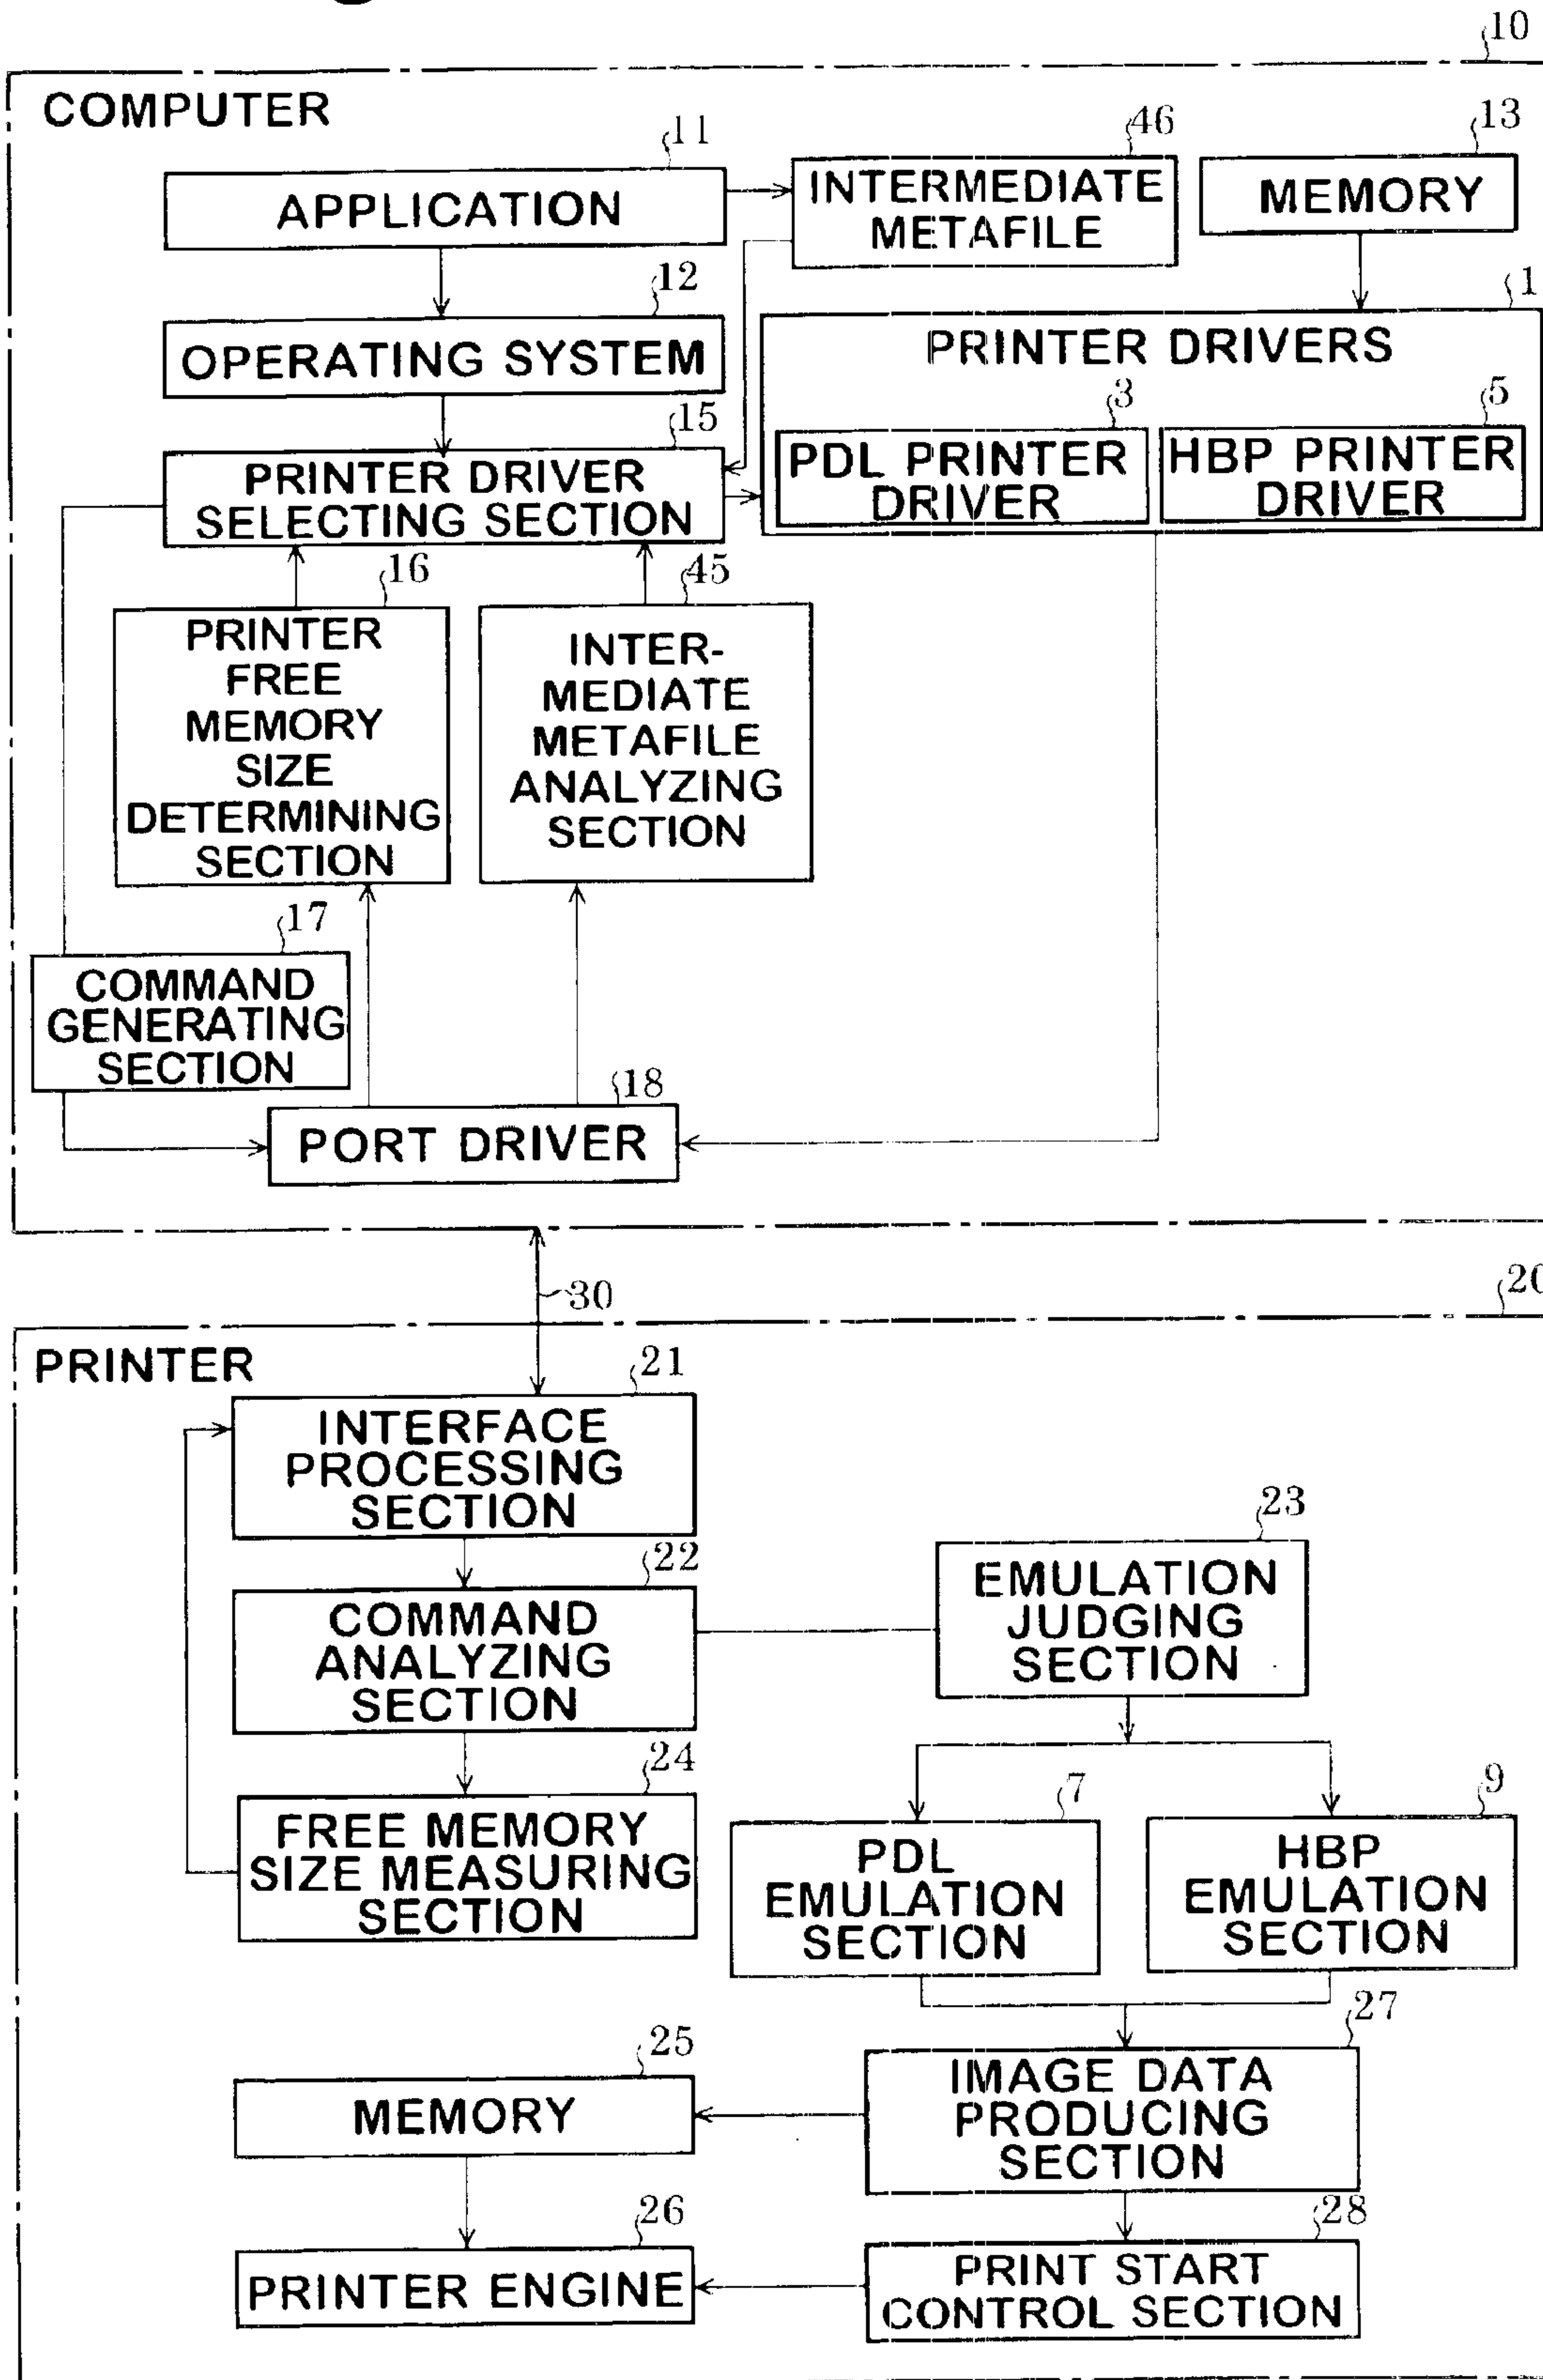 10
COMPUTER
11
46
13
APPLICATION
INTERMEDIATE
METAFILE
MEMORY
12
1
OPERATING SYSTEM
PRINTER DRIVERS
15
3
5
PRINTER DRIVER
SELECTING SECTION
PDL PRINTER
DRIVER
HBP PRINTER
DRIVER
16
45
PRINTER
FREE
MEMORY
SIZE
DETERMINING
SECTION
INTER-
MEDIATE
METAFILE
ANALYZING
SECTION
17
COMMAND
GENERATING
SECTION
18
PORT DRIVER
30
20
PRINTER
21
INTERFACE
PROCESSING
SECTION
22
23
COMMAND
ANALYZING
SECTION
EMULATION
JUDGING
SECTION
24
7
9
FREE MEMORY
SIZE MEASURING
SECTION
PDL
EMULATION
SECTION
HBP
EMULATION
SECTION
25
27
MEMORY
IMAGE DATA
PRODUCING
SECTION
26
28
PRINTER ENGINE
PRINT START
CONTROL SECTION